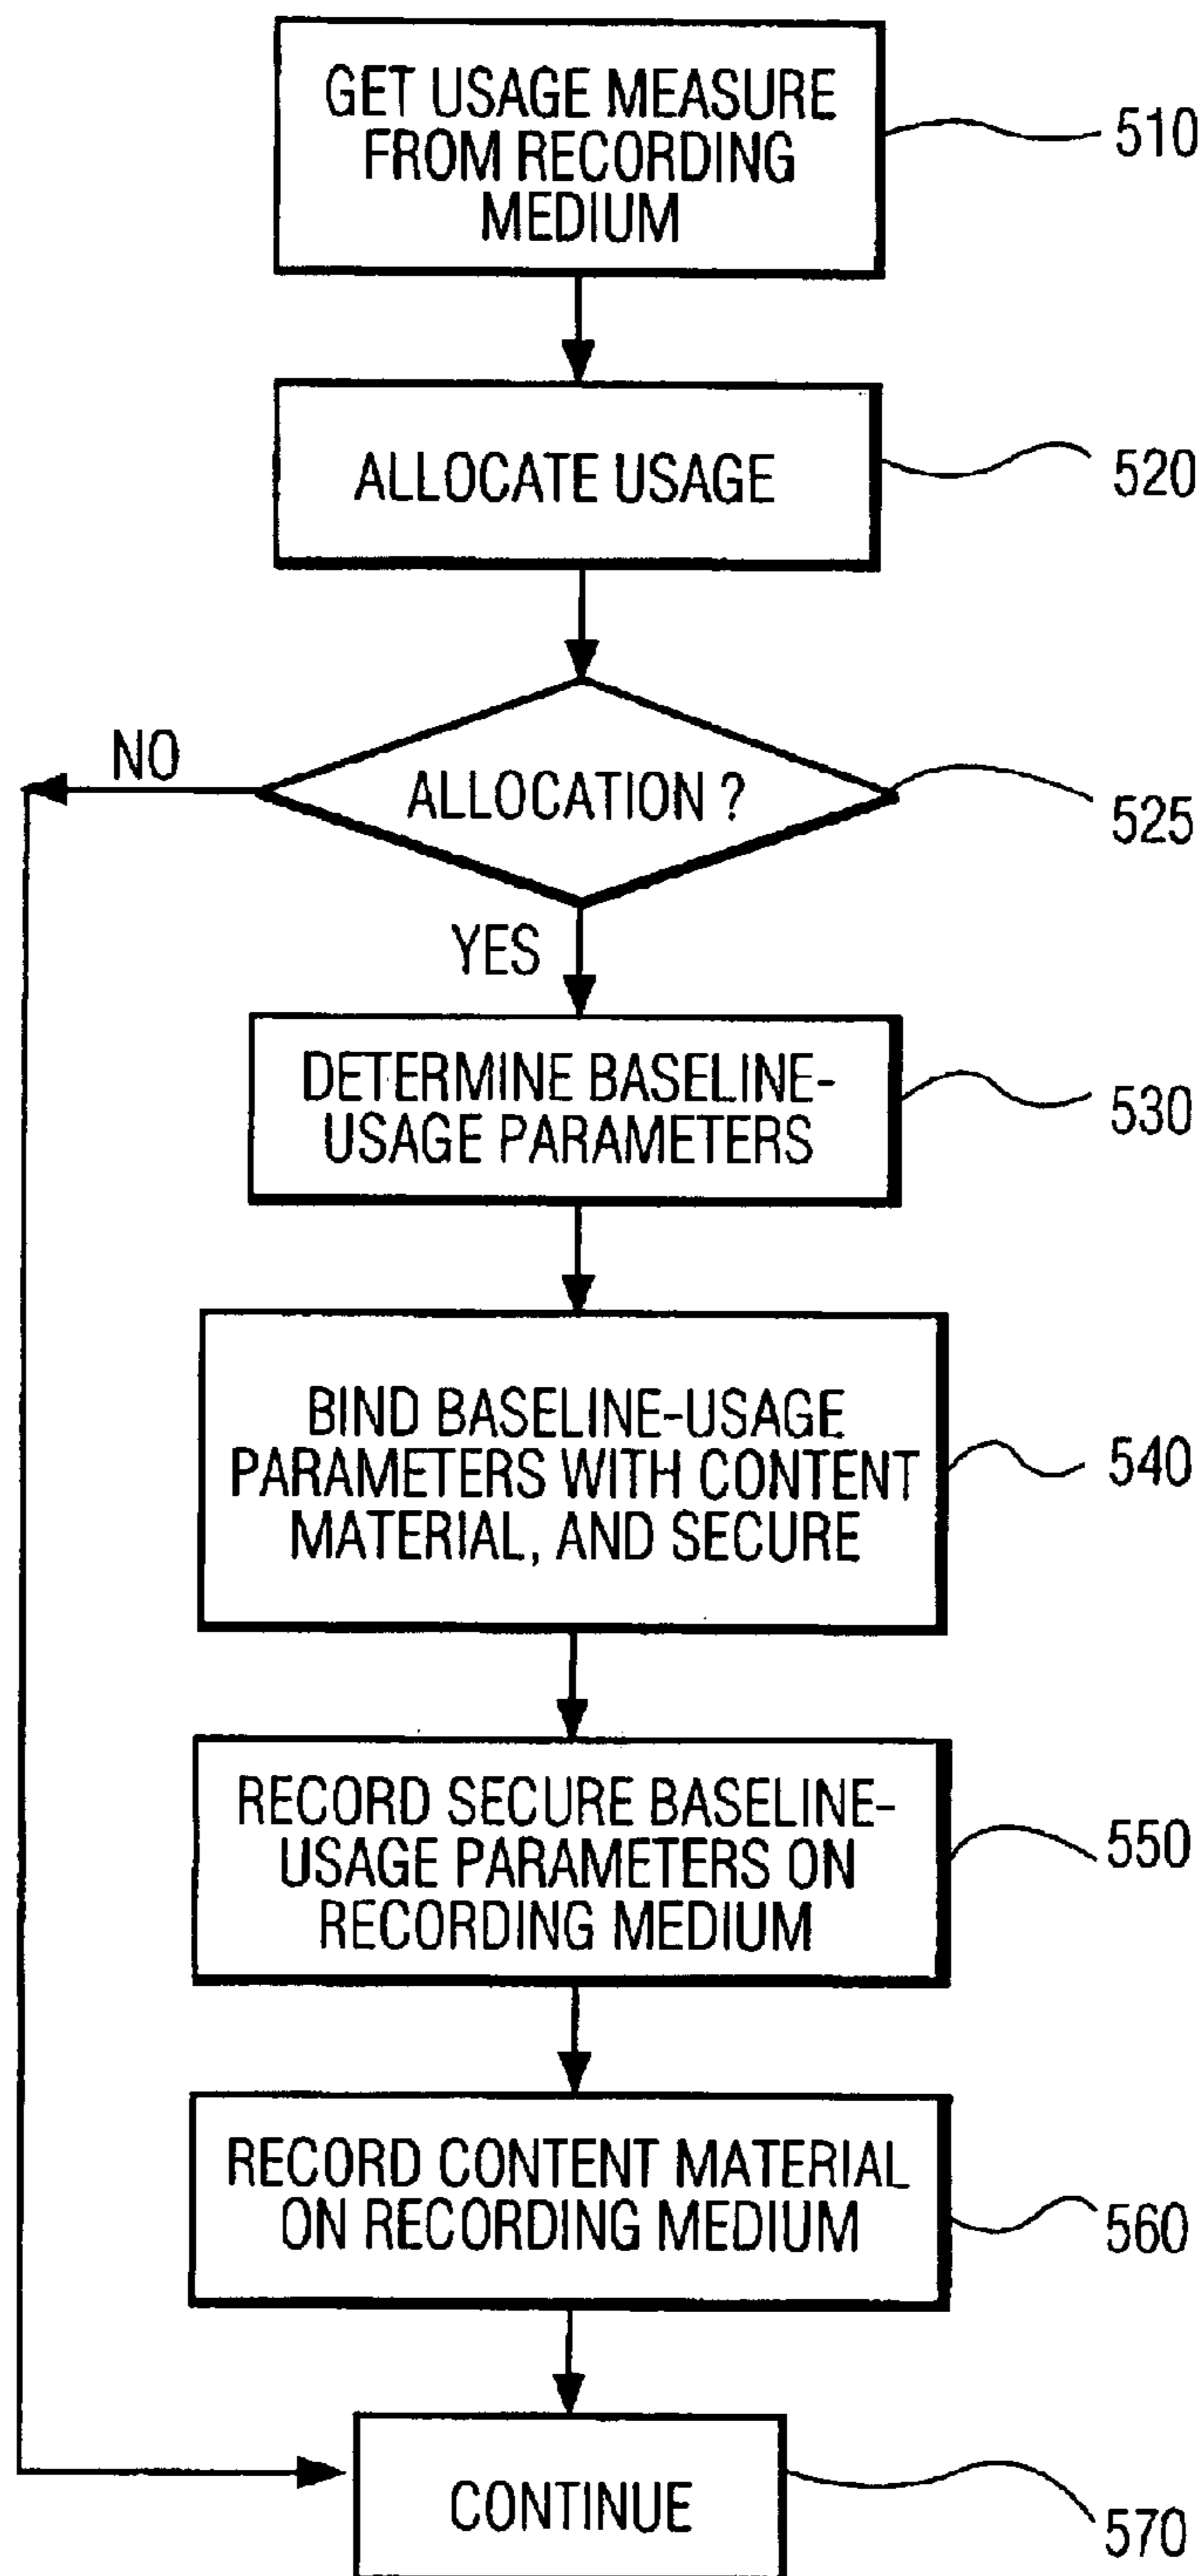 GET USAGE MEASURE
FROM RECORDING
MEDIUM
510
ALLOCATE USAGE
520
NO
ALLOCATION ?
525
YES
DETERMINE BASELINE-
USAGE PARAMETERS
530
BIND BASELINE-USAGE
PARAMETERS WITH CONTENT
MATERIAL, AND SECURE
540
RECORD SECURE BASELINE-
USAGE PARAMETERS ON
RECORDING MEDIUM
550
RECORD CONTENT MATERIAL
ON RECORDING MEDIUM
560
CONTINUE
570